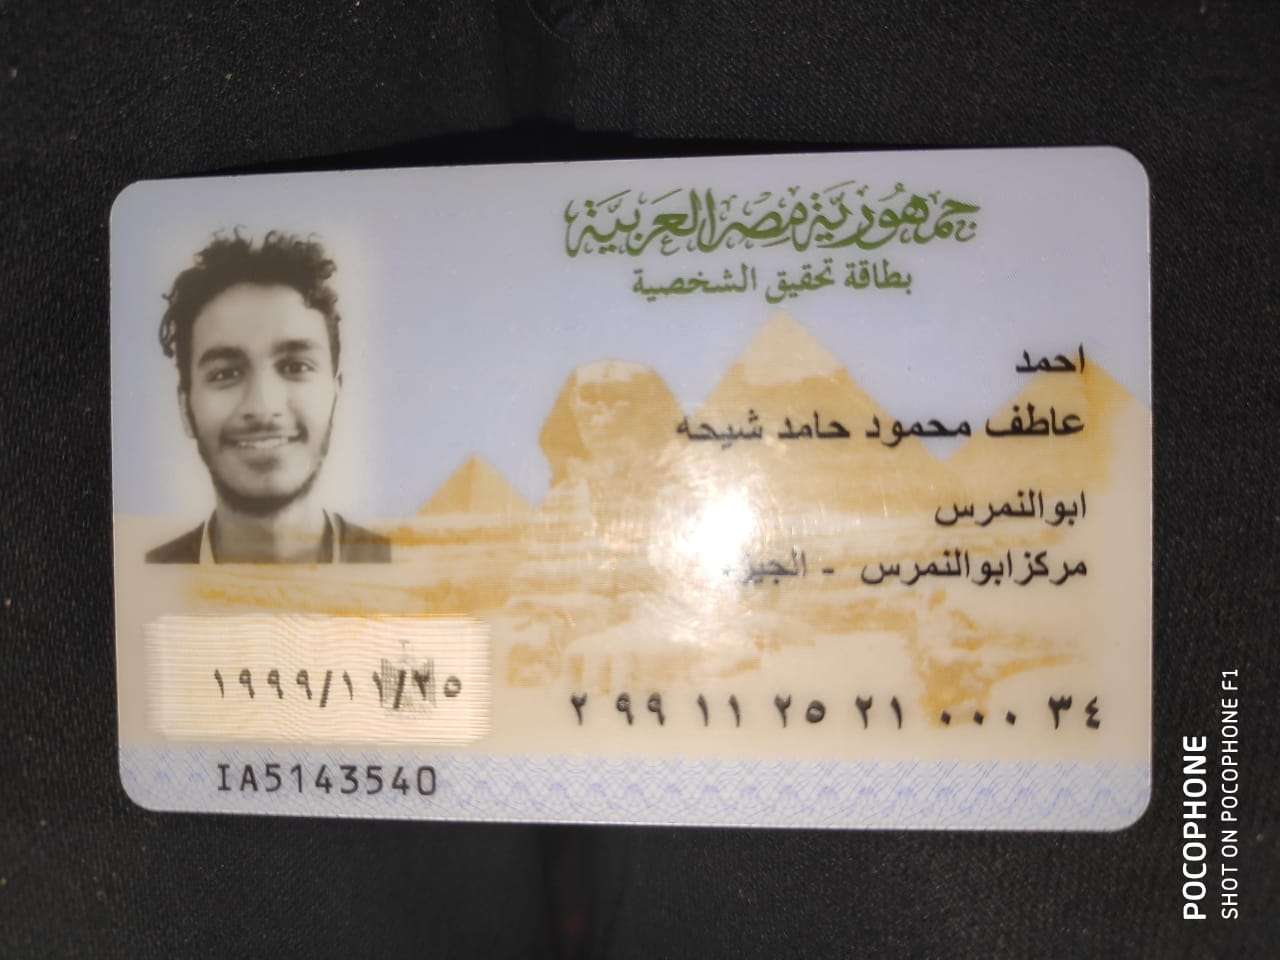 جمهورية مصر العربية
بطاقة تحقيق الشخصية
احمد
عاطف محمود حامد شيحه
ابوالنمرس
مركزابوالنمرس - الجيزة
٢ ٩٩ ١١ ٢٥ ٢١ ٠٠٠ ٣٤
١٩٩٩/١١/٢٥
IA5143540
POCOPHONE
SHOT ON POCOPHONE F1